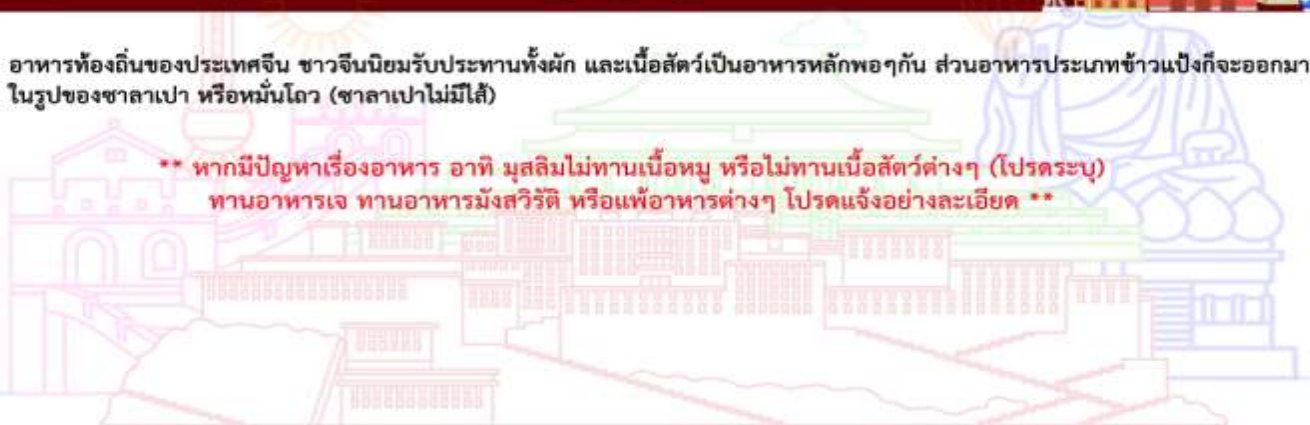 อาหารท้องถิ่นของประเทศจีน ชาวจีนนิยมรับประทานทั้งผัก และเนื้อสัตว์เป็นอาหารหลักพอๆกัน ส่วนอาหารประเภทข้าวแป้งก็จะออกมา
ในรูปของซาลาเปา หรือหมั่นโถว (ซาลาเปาไม่มีไส้)
** หากมีปัญหาเรื่องอาหาร อาทิ มุสลิมไม่ทานเนื้อหมู หรือไม่ทานเนื้อสัตว์ต่างๆ (โปรดระบุ)
ทานอาหารเจ ทานอาหารมังสวิรัติ หรือแพ้อาหารต่างๆ โปรดแจ้งอย่างละเอียด **